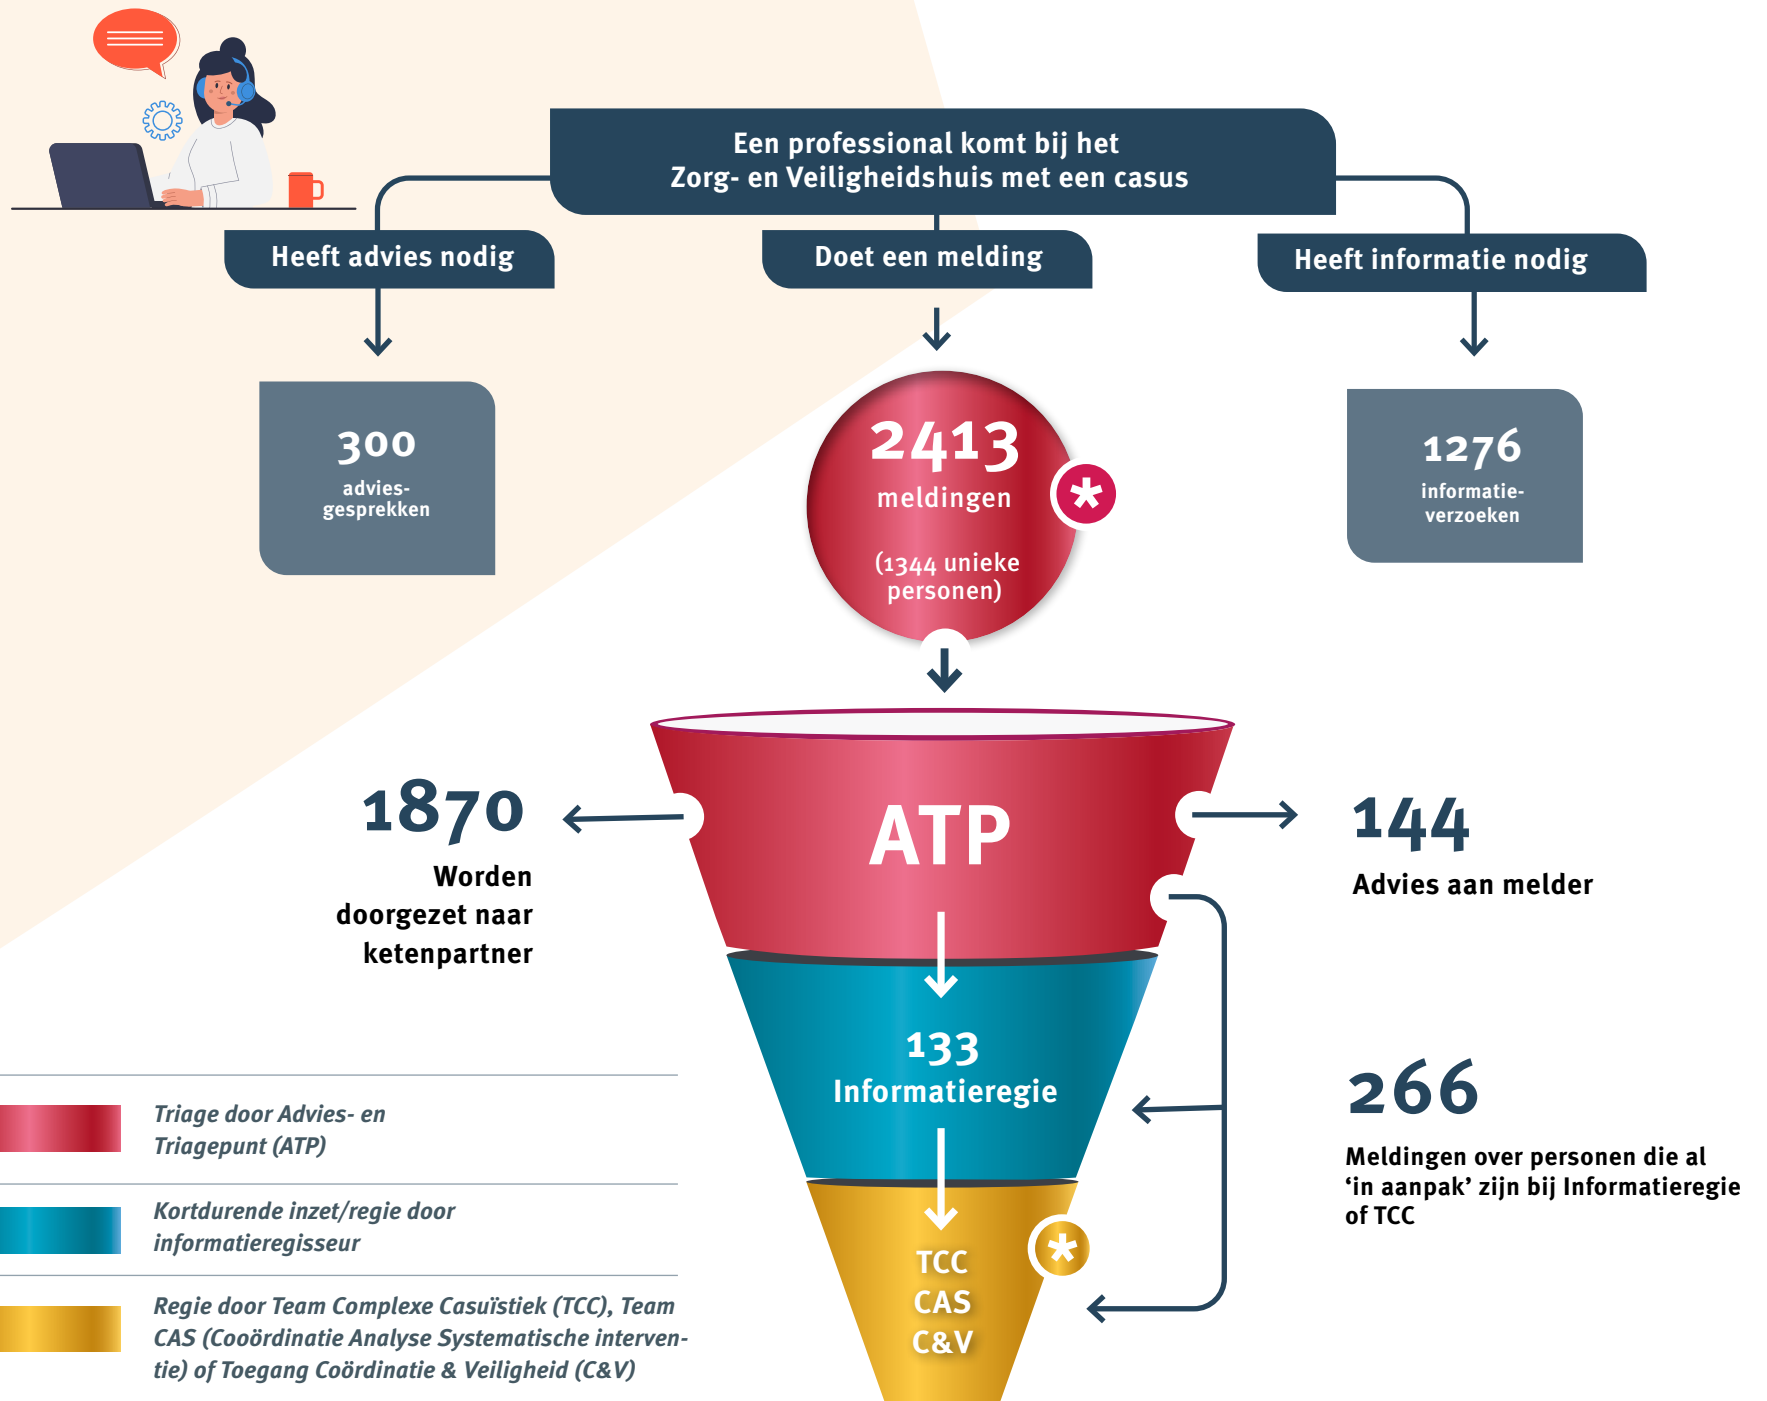 Een professional komt bij het
Zorg- en Veiligheidshuis met een casus
Heeft advies nodig
Doet een melding
Heeft informatie nodig
300
advies-
gesprekken
2413
meldingen
(1344 unieke
personen)
*
1276
informatie-
verzoeken
1870
Worden
doorgezet naar
ketenpartner
ATP
144
Advies aan melder
133
Informatieregie
266
Meldingen over personen die al
‘in aanpak’ zijn bij Informatieregie
of TCC
TCC
CAS
C&V
*
Triage door Advies- en
Triagepunt (ATP)
Kortdurende inzet/regie door
informatieregisseur
Regie door Team Complexe Casuïstiek (TCC), Team
CAS (Cooördinatie Analyse Systematische interven-
tie) of Toegang Coördinatie & Veiligheid (C&V)